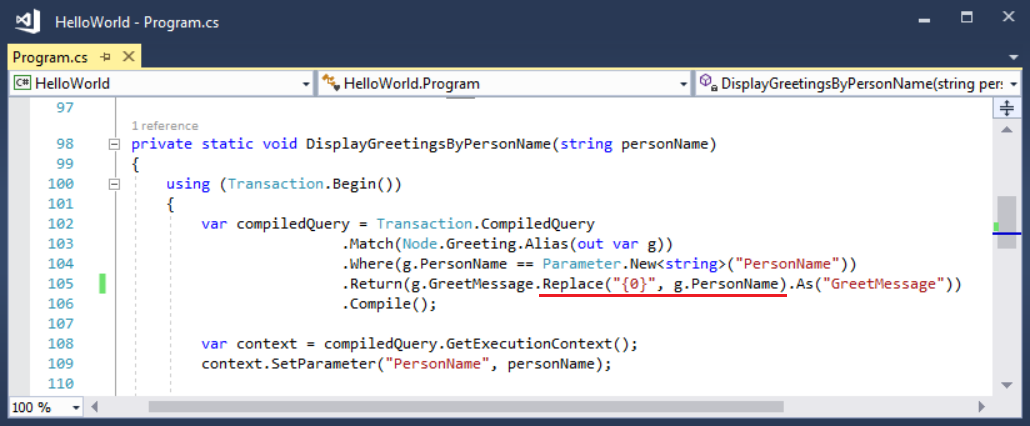 HelloWorld - Program.cs
Program.cs
C# HelloWorld HelloWorld.Program DisplayGreetingsByPersonName(string pers
97
1 reference
98 private static void DisplayGreetingsByPersonName(string personName)
99 {
100 using (Transaction.Begin())
101 {
102 var compiledQuery = Transaction.CompiledQuery
103 .Match(Node.Greeting.Alias(out var g))
104 .Where(g.PersonName == Parameter.New<string>("PersonName"))
105 .Return(g.GreetMessage.Replace("{0}", g.PersonName).As("GreetMessage"))
106 .Compile();
107
108 var context = compiledQuery.GetExecutionContext();
109 context.SetParameter("PersonName", personName);
110
100 %